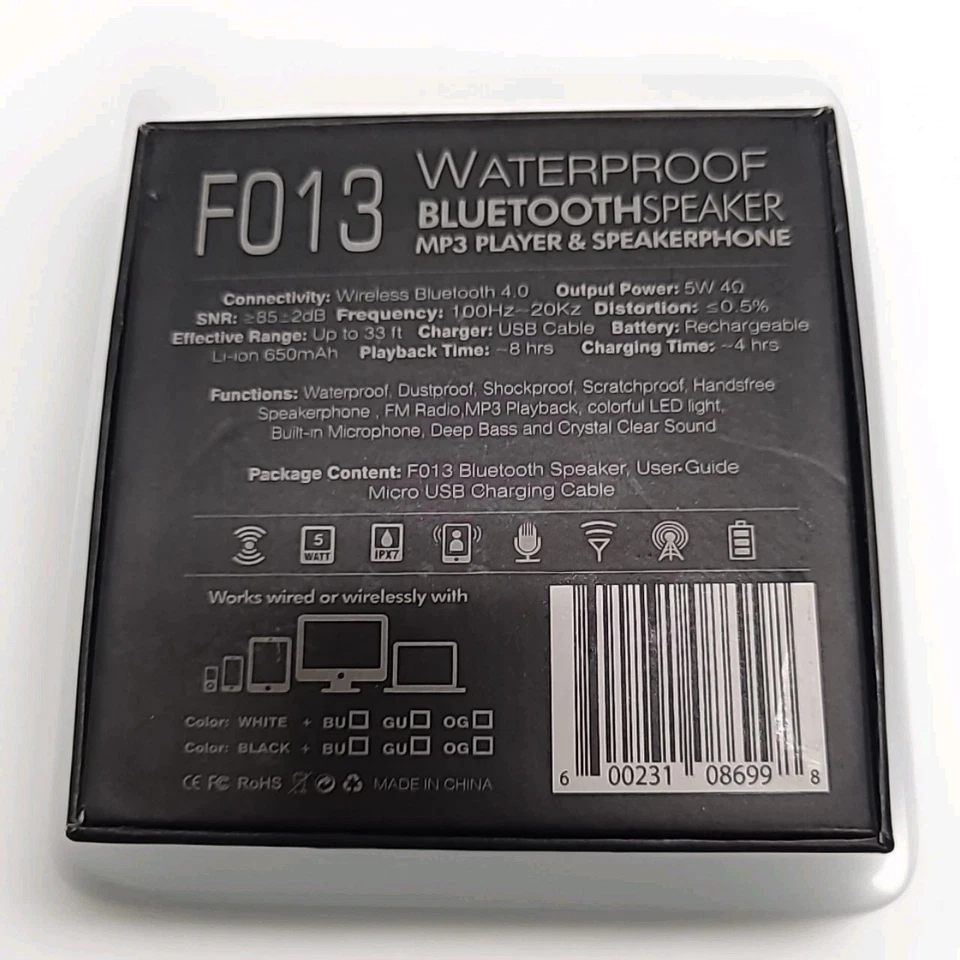 F013
WATERPROOF
BLUETOOTHSPEAKER
MP3 PLAYER & SPEAKERPHONE
Connectivity: Wireless Bluetooth 4.0 Output Power: 5W 4Ω
SNR: ≥85±2dB Frequency: 100Hz~20Kz Distortion: ≤0.5%
Effective Range: Up to 33 ft Charger: USB Cable Battery: Rechargeable
Li-ion 650mAh Playback Time: ~8 hrs Charging Time: ~4 hrs
Functions: Waterproof, Dustproof, Shockproof, Scratchproof, Handsfree
Speakerphone , FM Radio,MP3 Playback, colorful LED light,
Built-in Microphone, Deep Bass and Crystal Clear Sound
Package Content: F013 Bluetooth Speaker, User Guide
Micro USB Charging Cable
5 WATT IPX7
Works wired or wirelessly with
Color: WHITE + BU GU OG
Color: BLACK + BU GU OG
CE FC RoHS MADE IN CHINA
6 00231 08699 8